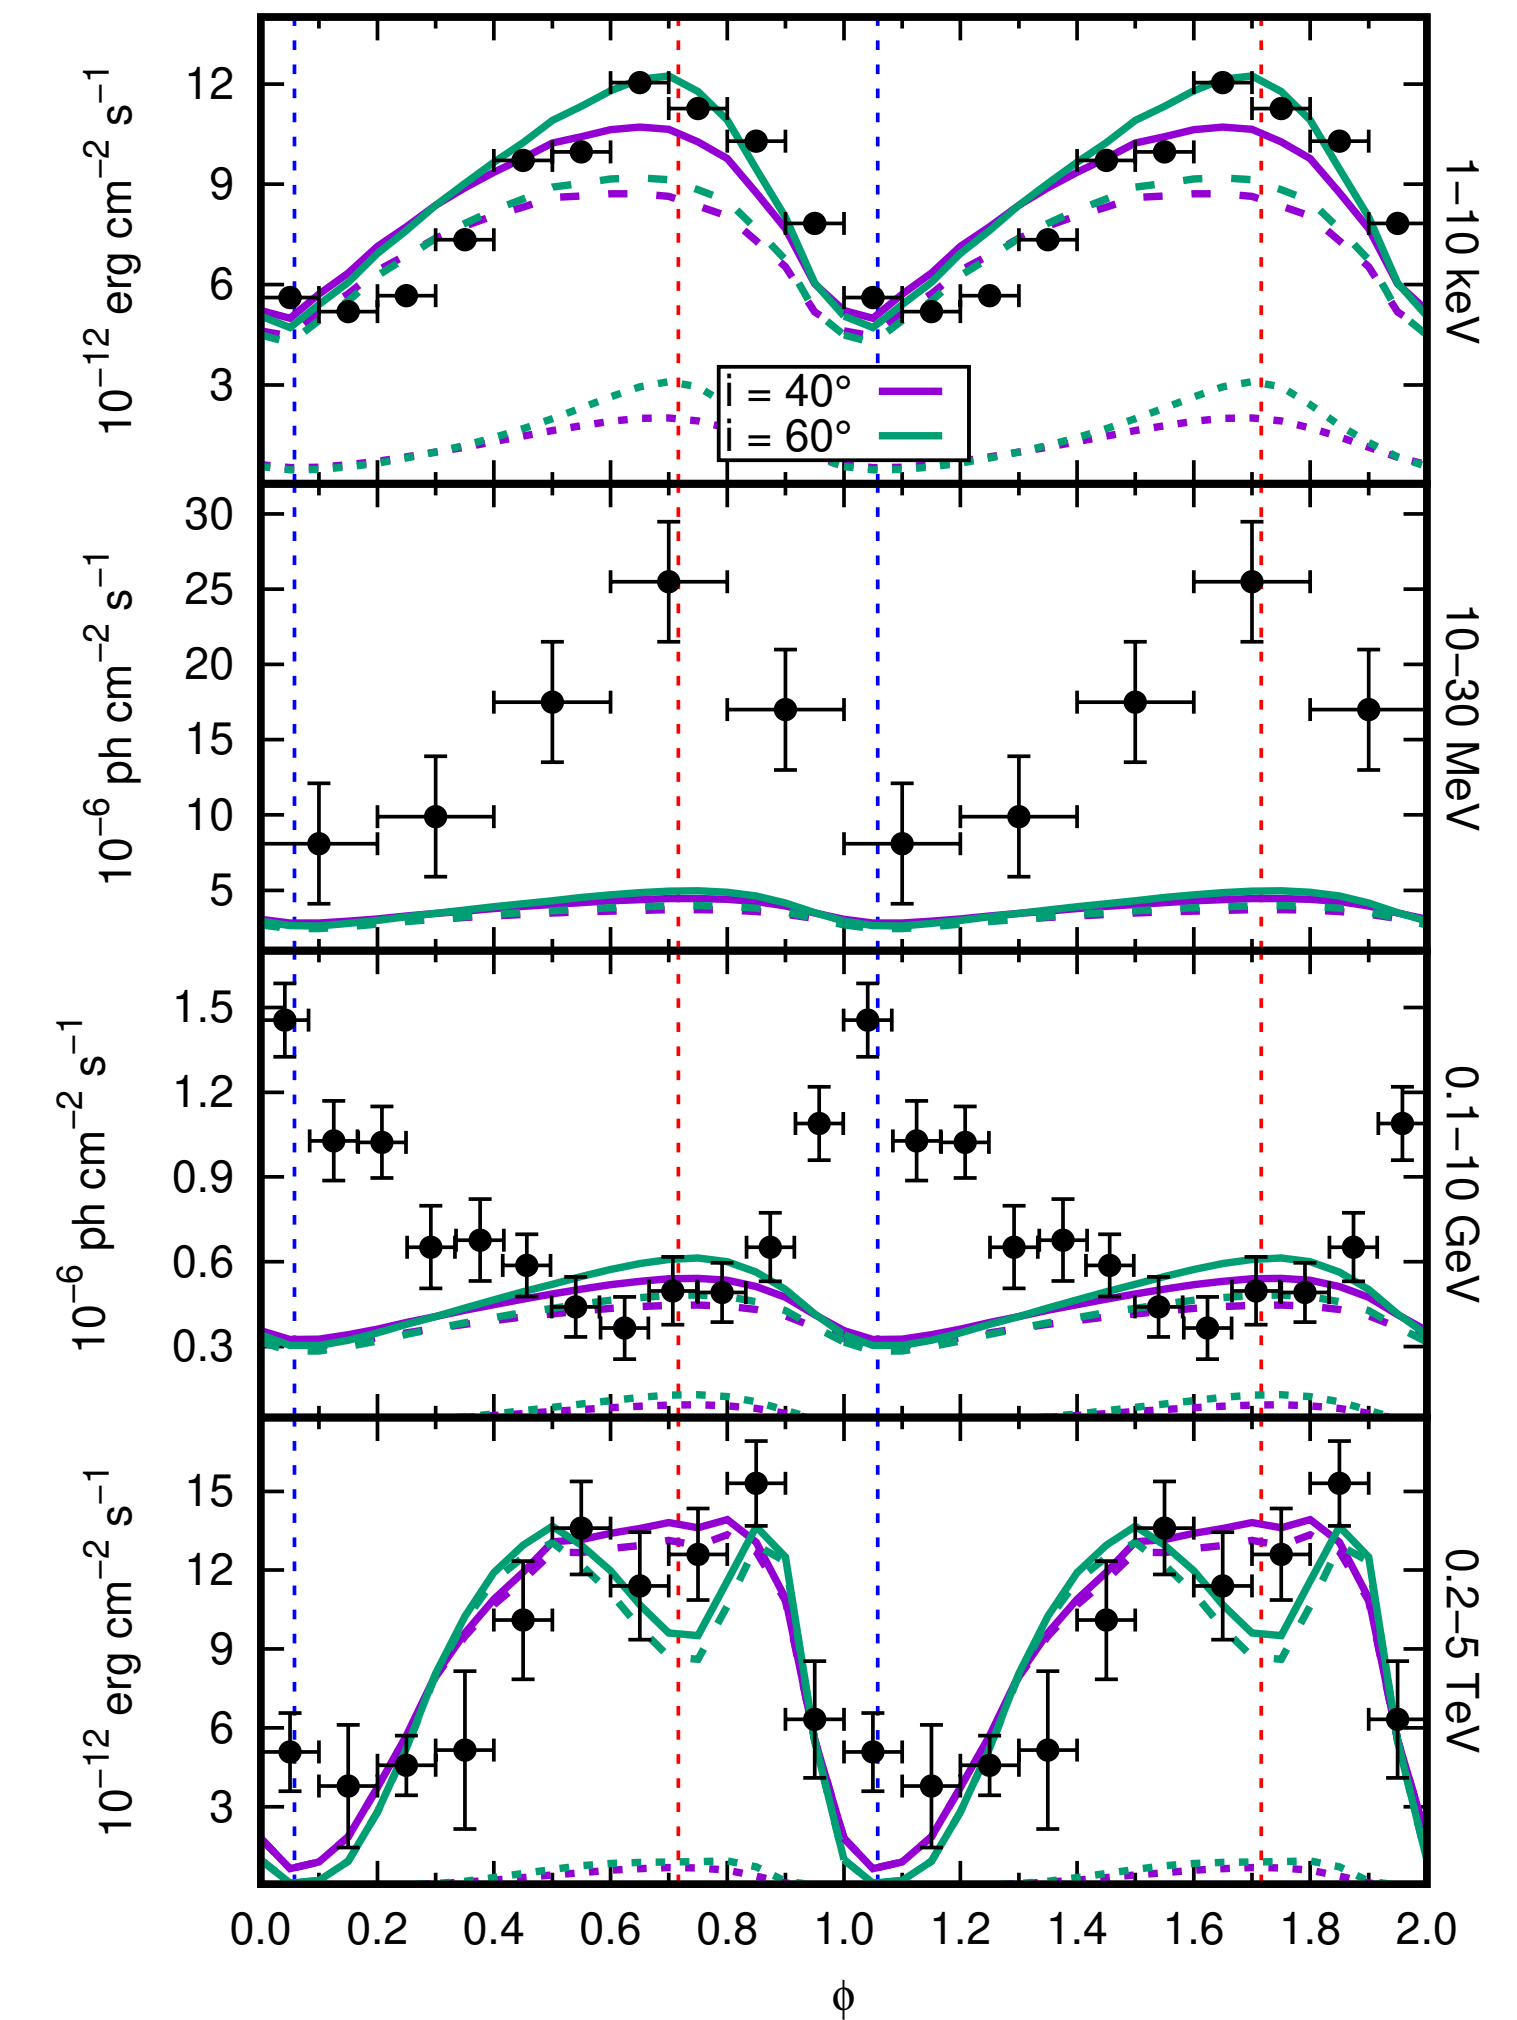 12
9
6
3
10−12 erg cm−2 s−1
1−10 keV
i = 40°
i = 60°
30
25
20
15
10
5
10−6 ph cm−2 s−1
10−30 MeV
1.5
1.2
0.9
0.6
0.3
10−6 ph cm−2 s−1
0.1−10 GeV
15
12
9
6
3
10−12 erg cm−2 s−1
0.2−5 TeV
0.0 0.2 0.4 0.6 0.8 1.0 1.2 1.4 1.6 1.8 2.0
ϕ